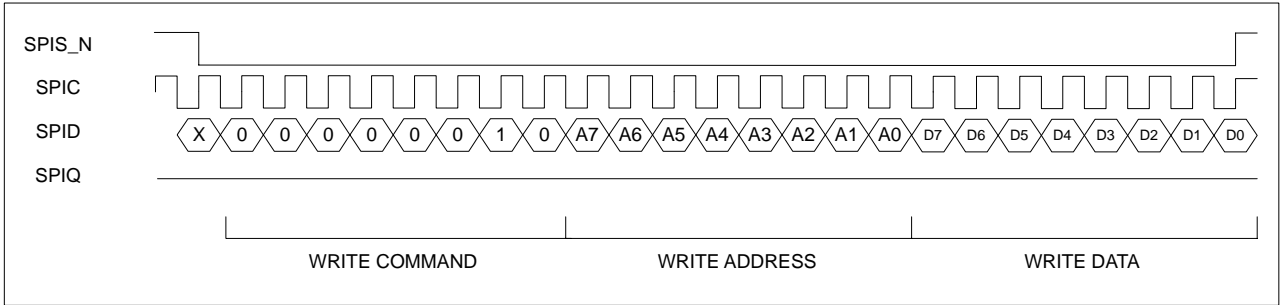 SPIS_N
SPIC
SPID X 0 0 0 0 0 0 1 0 A7 A6 A5 A4 A3 A2 A1 A0 D7 D6 D5 D4 D3 D2 D1 D0
SPIQ
WRITE COMMAND WRITE ADDRESS WRITE DATA